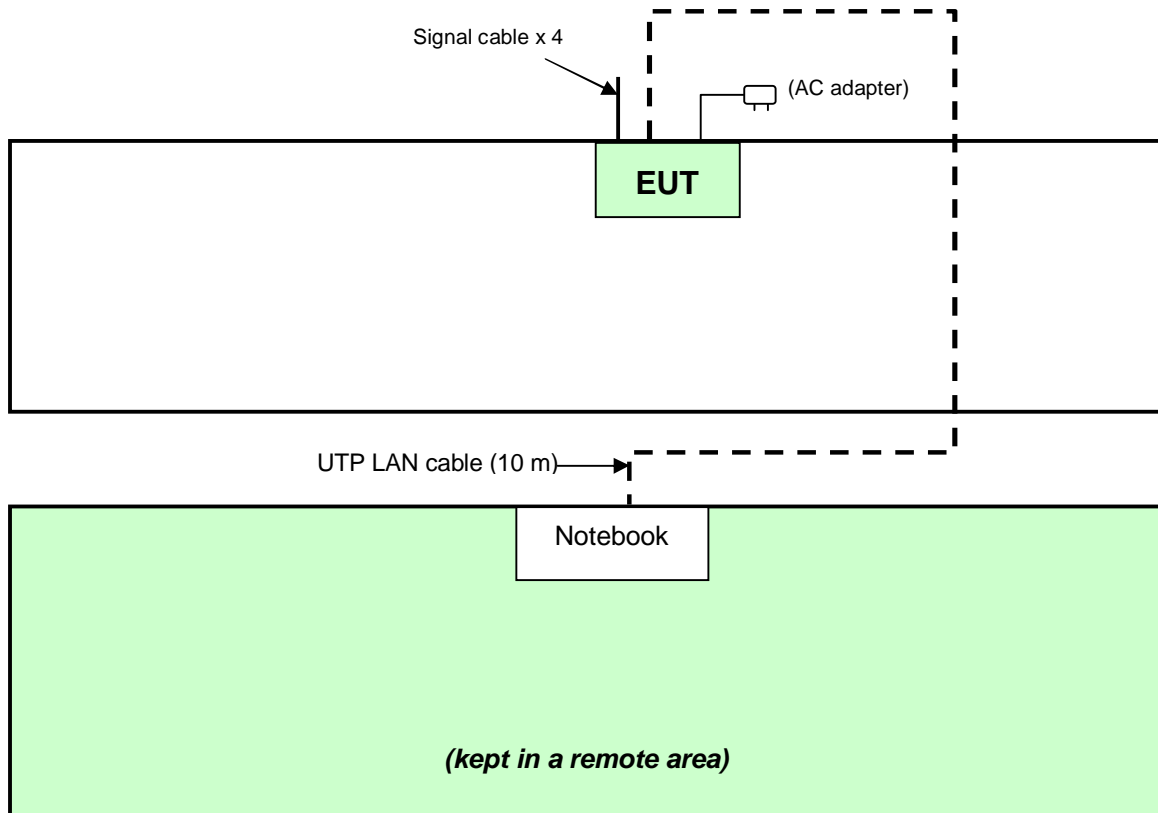 Signal cable x 4
(AC adapter)
EUT
UTP LAN cable (10 m)
Notebook
(kept in a remote area)